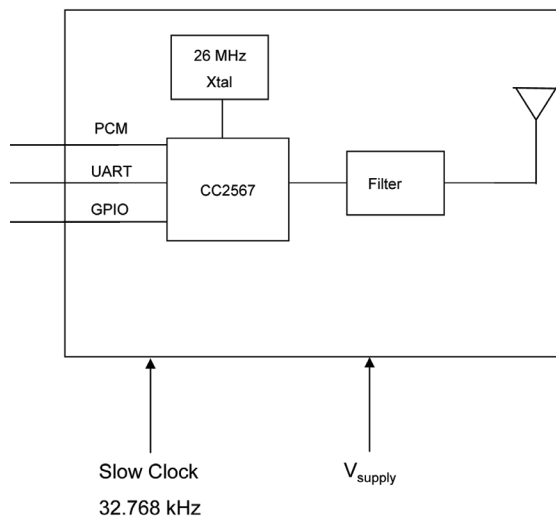 26 MHz
Xtal
PCM
UART
GPIO
CC2567
Filter
Slow Clock
32.768 kHz
Vsupply